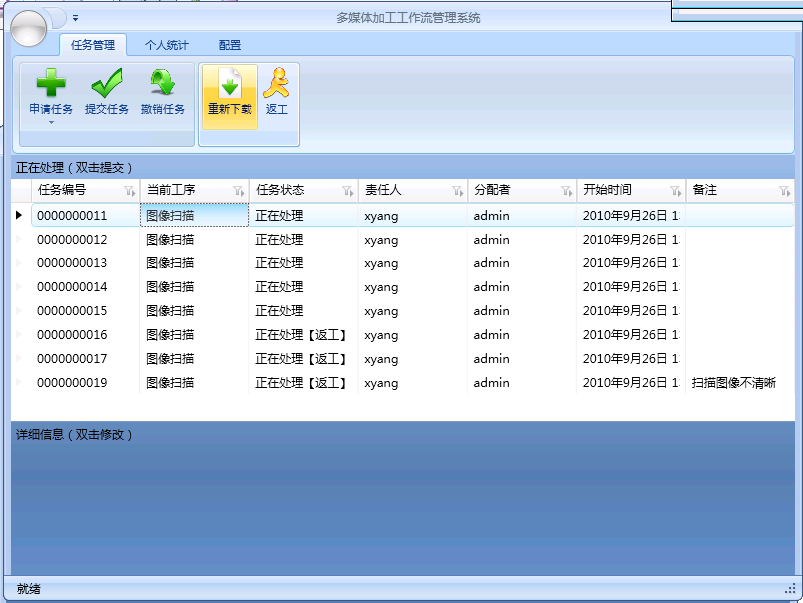 多媒体加工工作流管理系统
任务管理 个人统计 配置
申请任务 提交任务 撤销任务 重新下载 返工
正在处理（双击提交）
任务编号 当前工序 任务状态 责任人 分配者 开始时间 备注
0000000011 图像扫描 正在处理 xyang admin 2010年9月26日
0000000012 图像扫描 正在处理 xyang admin 2010年9月26日
0000000013 图像扫描 正在处理 xyang admin 2010年9月26日
0000000014 图像扫描 正在处理 xyang admin 2010年9月26日
0000000015 图像扫描 正在处理 xyang admin 2010年9月26日
0000000016 图像扫描 正在处理【返工】 xyang admin 2010年9月26日
0000000017 图像扫描 正在处理【返工】 xyang admin 2010年9月26日
0000000019 图像扫描 正在处理【返工】 xyang admin 2010年9月26日 扫描图像不清晰
详细信息（双击修改）
就绪